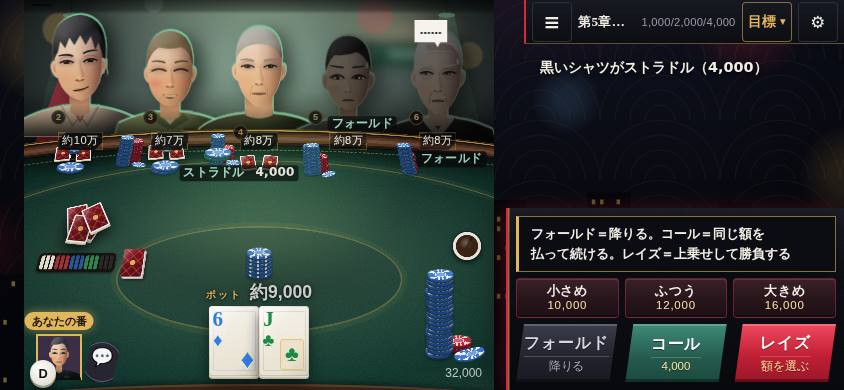 ......
2
3
4
5
6
フォールド
約10万
約7万
約8万
約8万
約8万
フォールド
ストラドル 4,000
ポット 約9,000
6
J
あなたの番
D
32,000
第5章…
1,000/2,000/4,000
目標▼
黒いシャツがストラドル（4,000）
フォールド＝降りる。コール＝同じ額を
払って続ける。レイズ＝上乗せして勝負する
小さめ
10,000
ふつう
12,000
大きめ
16,000
フォールド
降りる
コール
4,000
レイズ
額を選ぶ